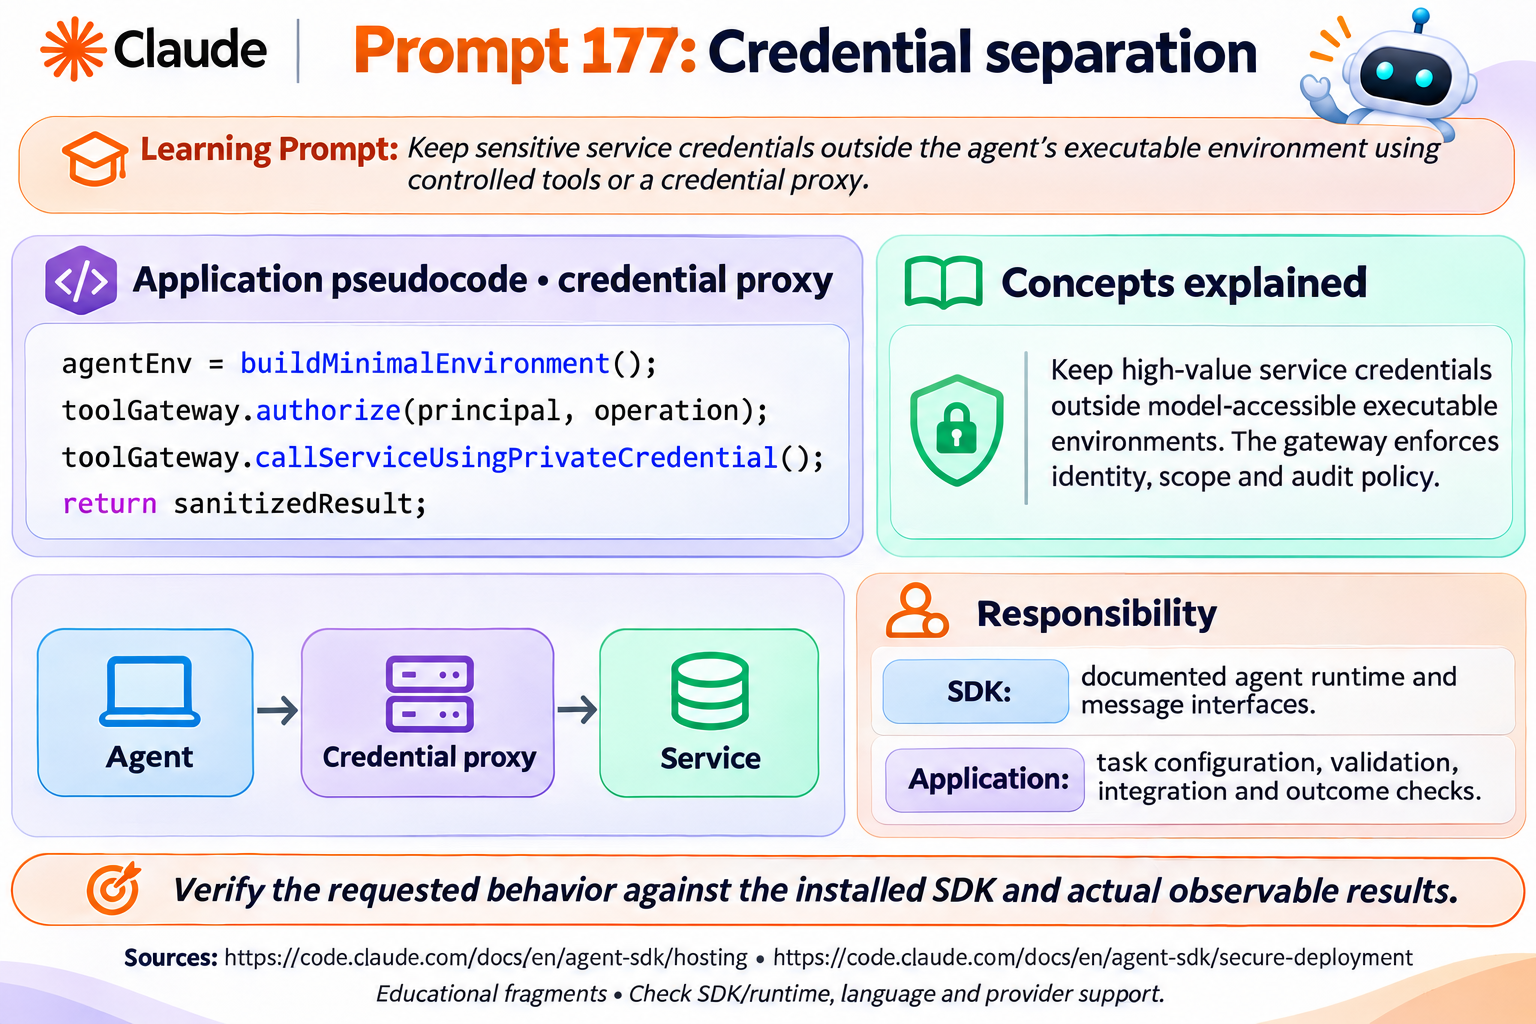 Claude
Prompt 177: Credential separation
Learning Prompt: Keep sensitive service credentials outside the agent's executable environment using
controlled tools or a credential proxy.
</> Application pseudocode • credential proxy
agentEnv = buildMinimalEnvironment();
toolGateway.authorize(principal, operation);
toolGateway.callServiceUsingPrivateCredential();
return sanitizedResult;
Concepts explained
Keep high-value service credentials
outside model-accessible executable
environments. The gateway enforces
identity, scope and audit policy.
Agent
Credential proxy
Service
Responsibility
SDK: documented agent runtime and
message interfaces.
Application: task configuration, validation,
integration and outcome checks.
Verify the requested behavior against the installed SDK and actual observable results.
Sources: https://code.claude.com/docs/en/agent-sdk/hosting • https://code.claude.com/docs/en/agent-sdk/secure-deployment
Educational fragments • Check SDK/runtime, language and provider support.